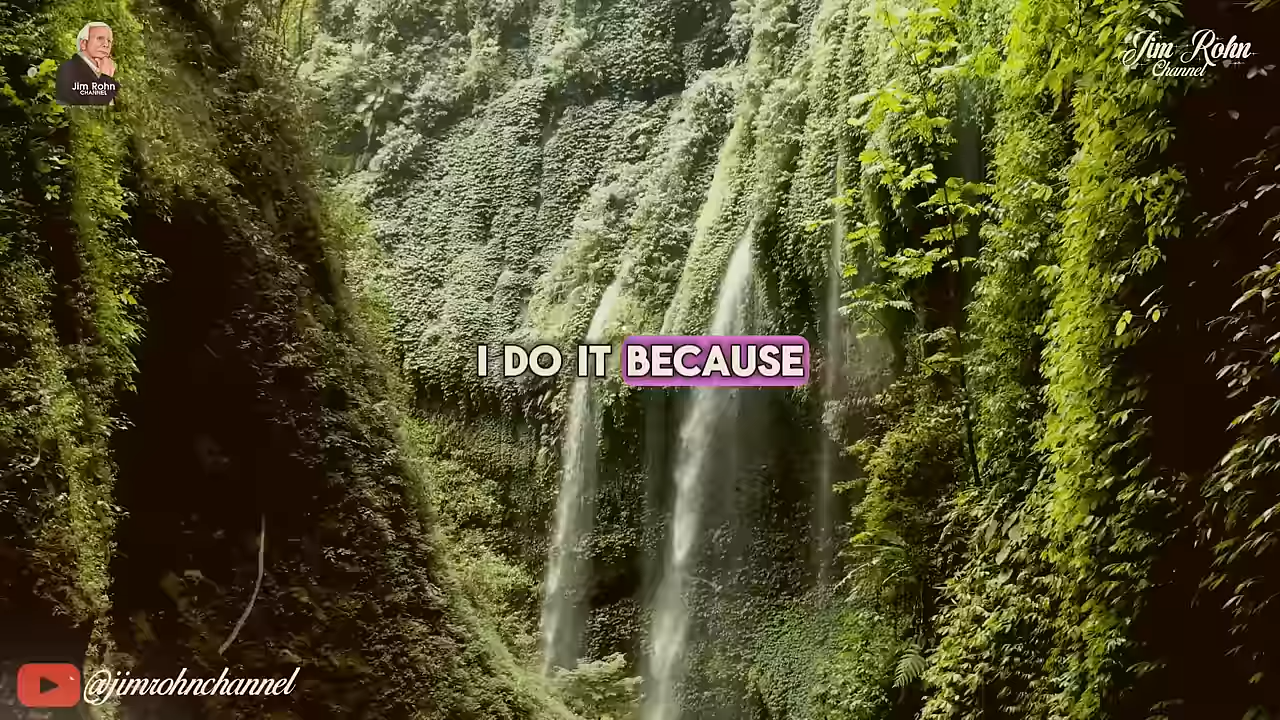 Jim Rohn
CHANNEL
Jim Rohn
Channel
I DO IT BECAUSE
@jimrohnchannel